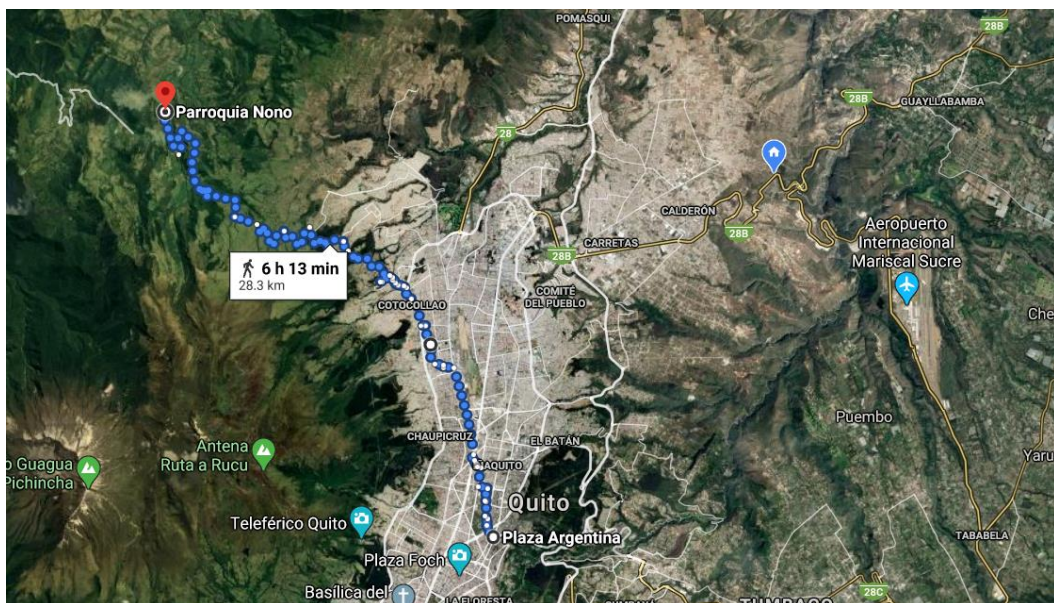 POMASQUI
28B
Parroquia Nono
28B
GUAYLLABAMBA
28
CALDERÓN
28B
Aeropuerto
Internacional
Mariscal Sucre
CARRETAS
28B
6 h 13 min
28.3 km
COMITÉ
DEL PUEBLO
COTOCOLLAO
Che
Puembo
CHAUPICRUZ
EL BATÁN
Antena
Ruta a Rucu
o Guagua
Pichincha
IAQUITO
Yaru
Quito
Teleférico Quito
Plaza Argentina
TABABELA
Plaza Foch
Basílica del
LA FLORESTA
28C